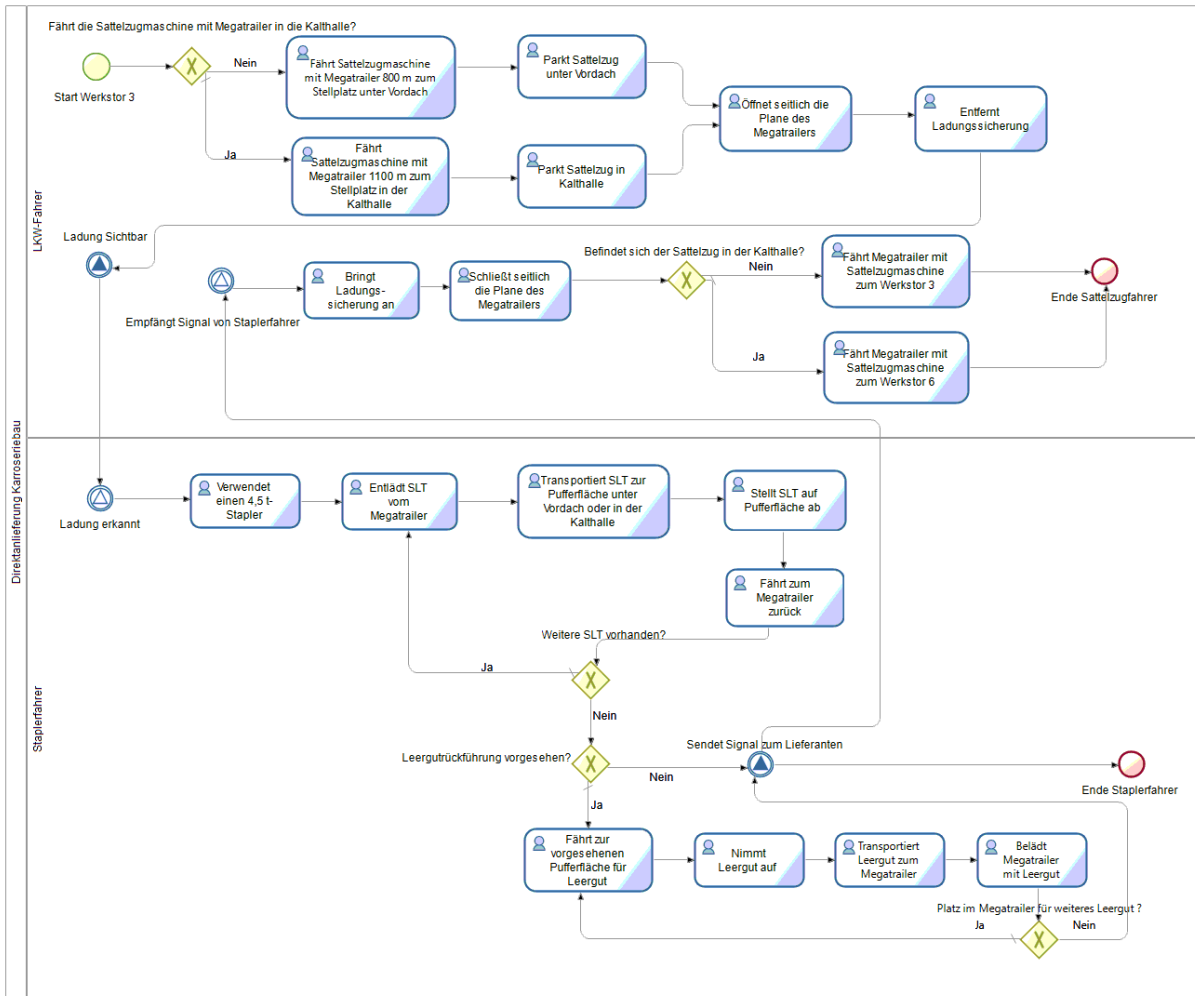 Direktanlieferung Karroseriebau
LKW-Fahrer
Fährt die Sattelzugmaschine mit Megatrailer in die Kalthalle?
Start Werkstor 3
Nein
Ja
Fährt Sattelzugmaschine
mit Megatrailer 800 m zum
Stellplatz unter Vordach
Parkt Sattelzug
unter Vordach
Fährt
Sattelzugmaschine mit
Megatrailer 1100 m zum
Stellplatz in der
Kalthalle
Parkt Sattelzug in
Kalthalle
Öffnet seitlich die
Plane des
Megatrailers
Entfernt
Ladungssicherung
Ladung Sichtbar
Empfängt Signal von Staplerfahrer
Bringt
Ladungs-
sicherung an
Schließt seitlich
die Plane des
Megatrailers
Befindet sich der Sattelzug in der Kalthalle?
Nein
Ja
Fährt Megatrailer mit
Sattelzugmaschine
zum Werkstor 3
Fährt Megatrailer mit
Sattelzugmaschine
zum Werkstor 6
Ende Sattelzugfahrer
Staplerfahrer
Ladung erkannt
Verwendet
einen 4,5 t-
Stapler
Entlädt SLT
vom
Megatrailer
Transportiert SLT zur
Pufferfläche unter
Vordach oder in der
Kalthalle
Stellt SLT auf
Pufferfläche ab
Fährt zum
Megatrailer
zurück
Weitere SLT vorhanden?
Ja
Nein
Leergutrückführung vorgesehen?
Nein
Ja
Sendet Signal zum Lieferanten
Ende Staplerfahrer
Fährt zur
vorgesehenen
Pufferfläche für
Leergut
Nimmt
Leergut auf
Transportiert
Leergut zum
Megatrailer
Belädt
Megatrailer
mit Leergut
Platz im Megatrailer für weiteres Leergut ?
Ja
Nein